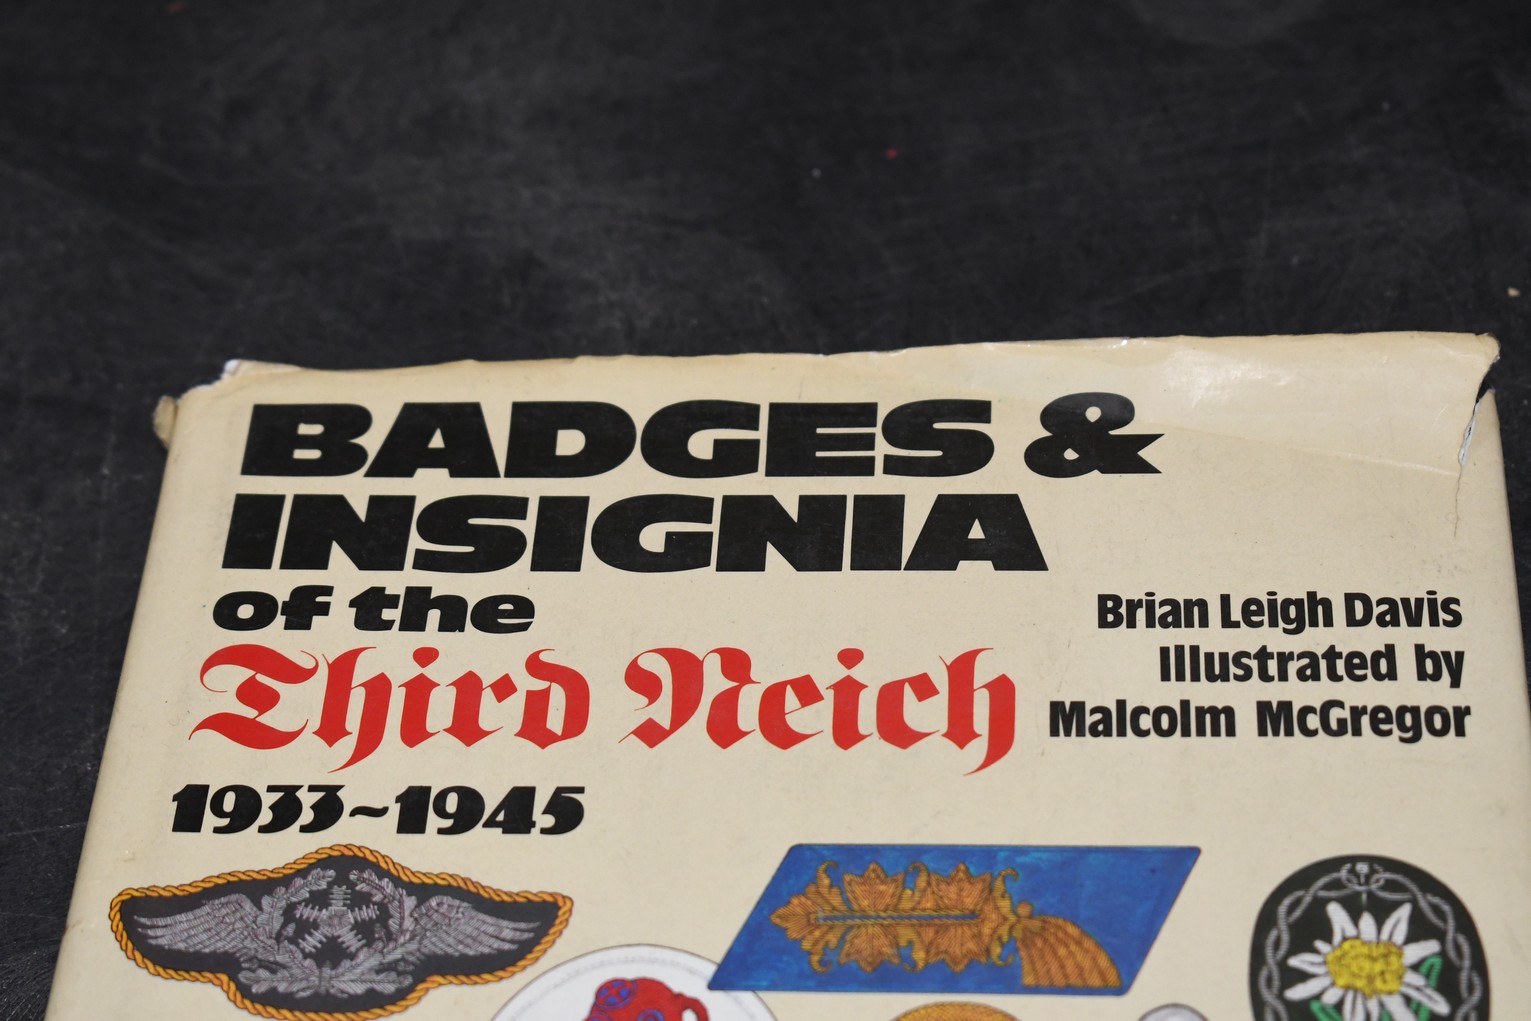 BADGES &
INSIGNIA
of the
Third Reich
1933~1945
Brian Leigh Davis
Illustrated by
Malcolm McGregor